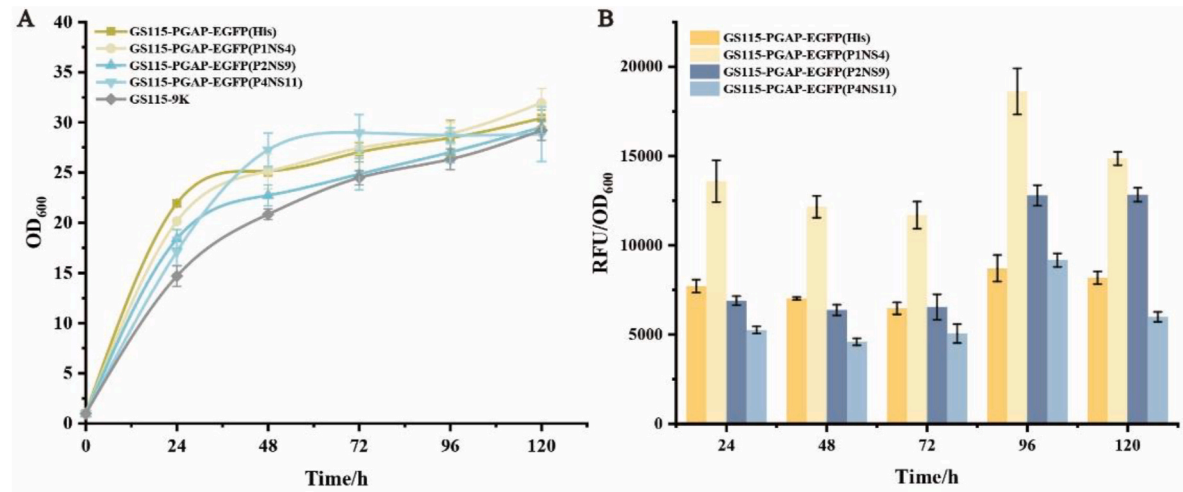 A
40
35
30
25
20
15
10
5
0
OD600
GS115-PGAP-EGFP(His)
GS115-PGAP-EGFP(P1NS4)
GS115-PGAP-EGFP(P2NS9)
GS115-PGAP-EGFP(P4NS11)
GS115-9K
0 24 48 72 96 120
Time/h
B
20000
15000
10000
5000
0
RFU/OD600
GS115-PGAP-EGFP(His)
GS115-PGAP-EGFP(P1NS4)
GS115-PGAP-EGFP(P2NS9)
GS115-PGAP-EGFP(P4NS11)
24 48 72 96 120
Time/h